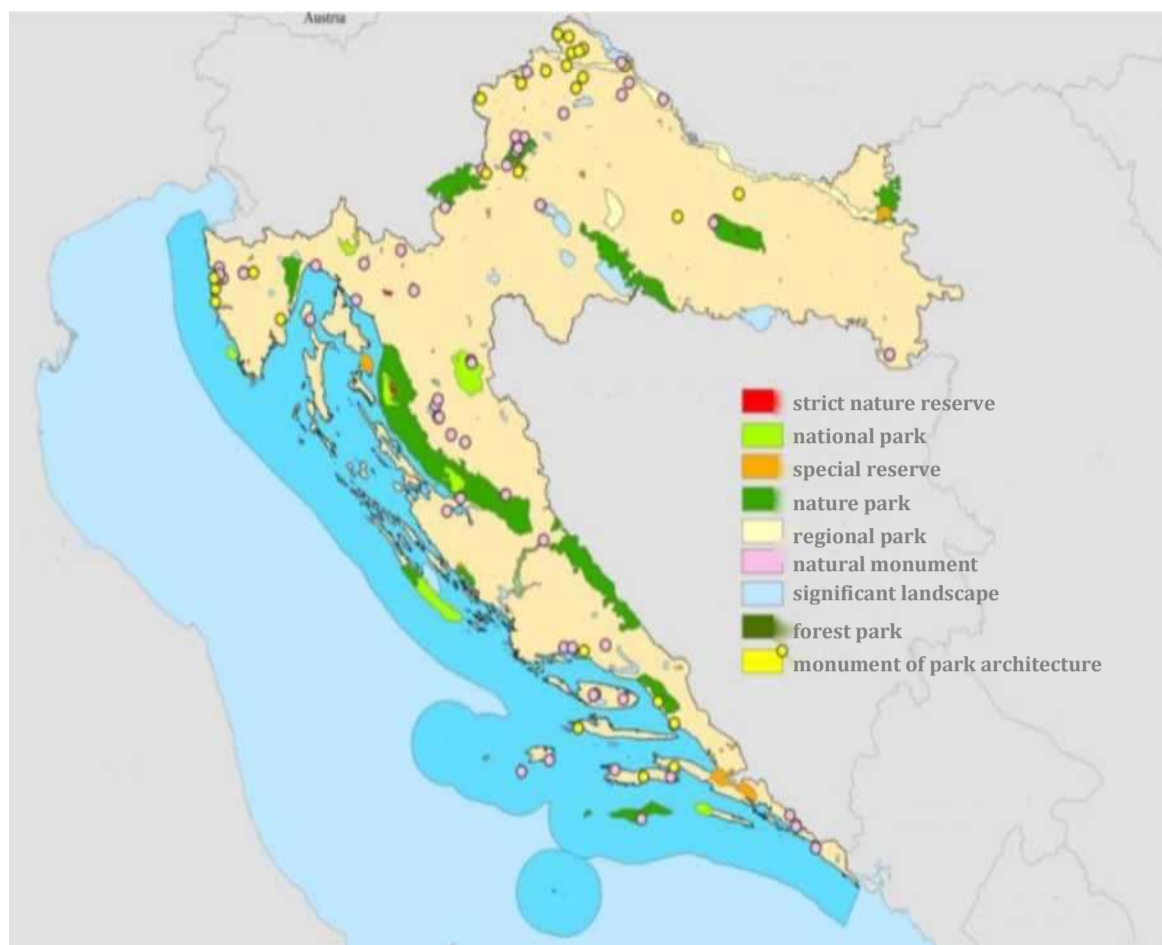 Austria
strict nature reserve
national park
special reserve
nature park
regional park
natural monument
significant landscape
forest park
monument of park architecture